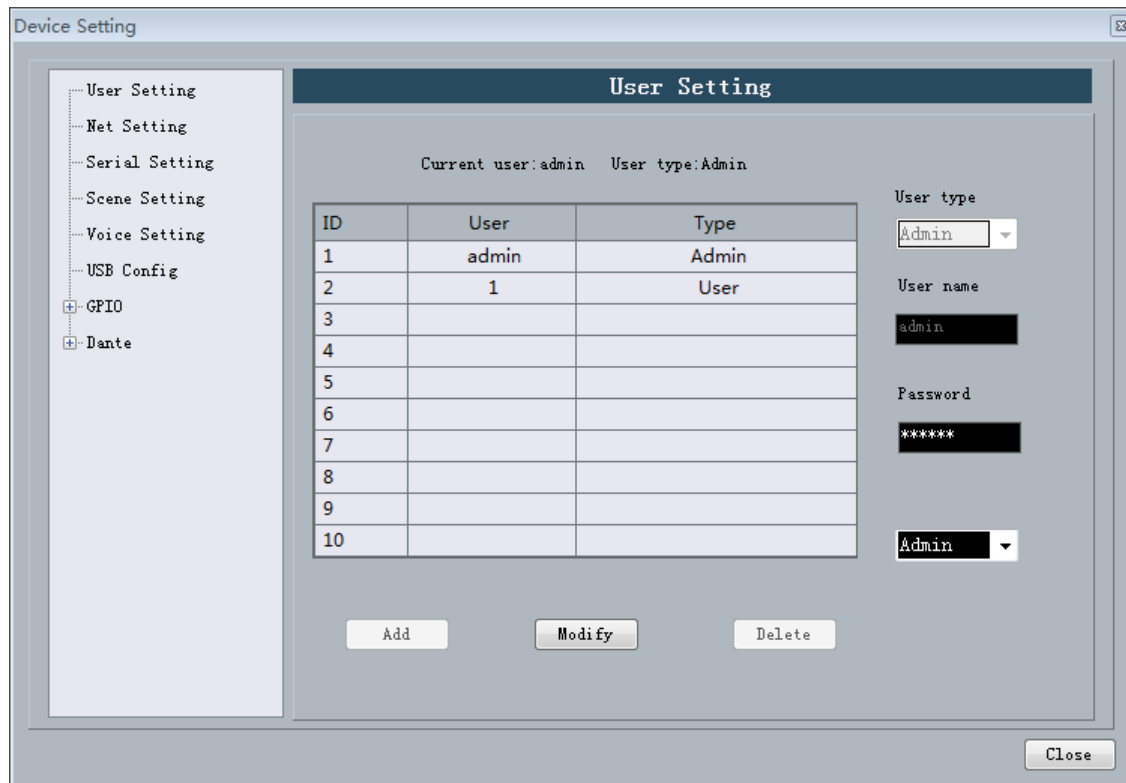 Device Setting
User Setting
Net Setting
Serial Setting
Scene Setting
Voice Setting
USB Config
GPIO
Dante
User Setting
Current user:admin User type:Admin
ID User Type
1 admin Admin
2 1 User
3
4
5
6
7
8
9
10
User type
Admin
User name
admin
Password
******
Admin
Add Modify Delete
Close